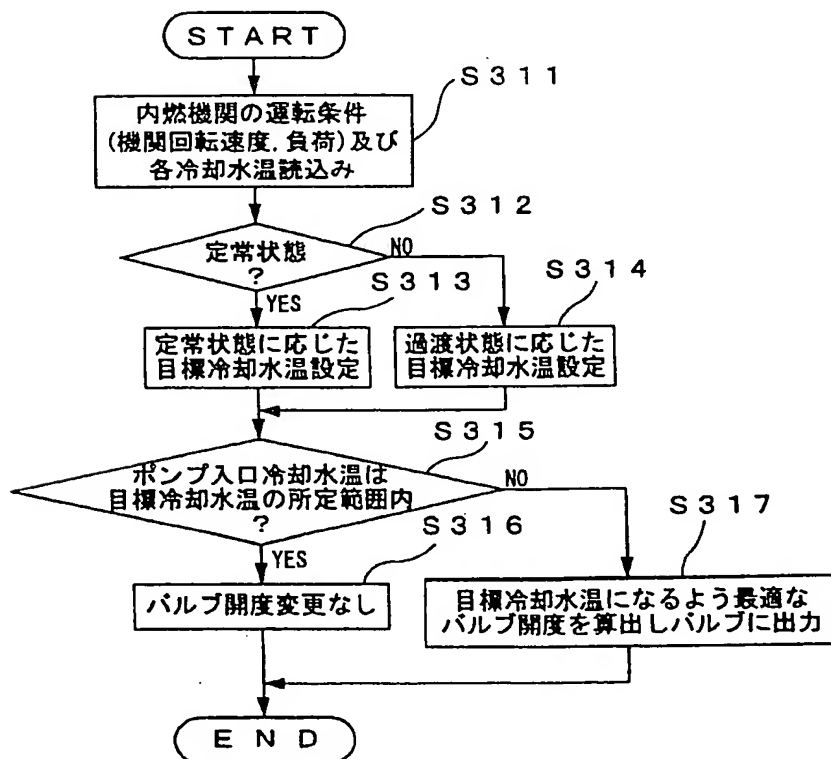 START
S311
内燃機関の運転条件
(機関回転速度,負荷)及び
各冷却水温読込み
S312
定常状態
?
NO
YES
S313
S314
定常状態に応じた
目標冷却水温設定
過渡状態に応じた
目標冷却水温設定
S315
ポンプ入口冷却水温は
目標冷却水温の所定範囲内
?
NO
YES
S316
S317
バルブ開度変更なし
目標冷却水温になるよう最適な
バルブ開度を算出しバルブに出力
END